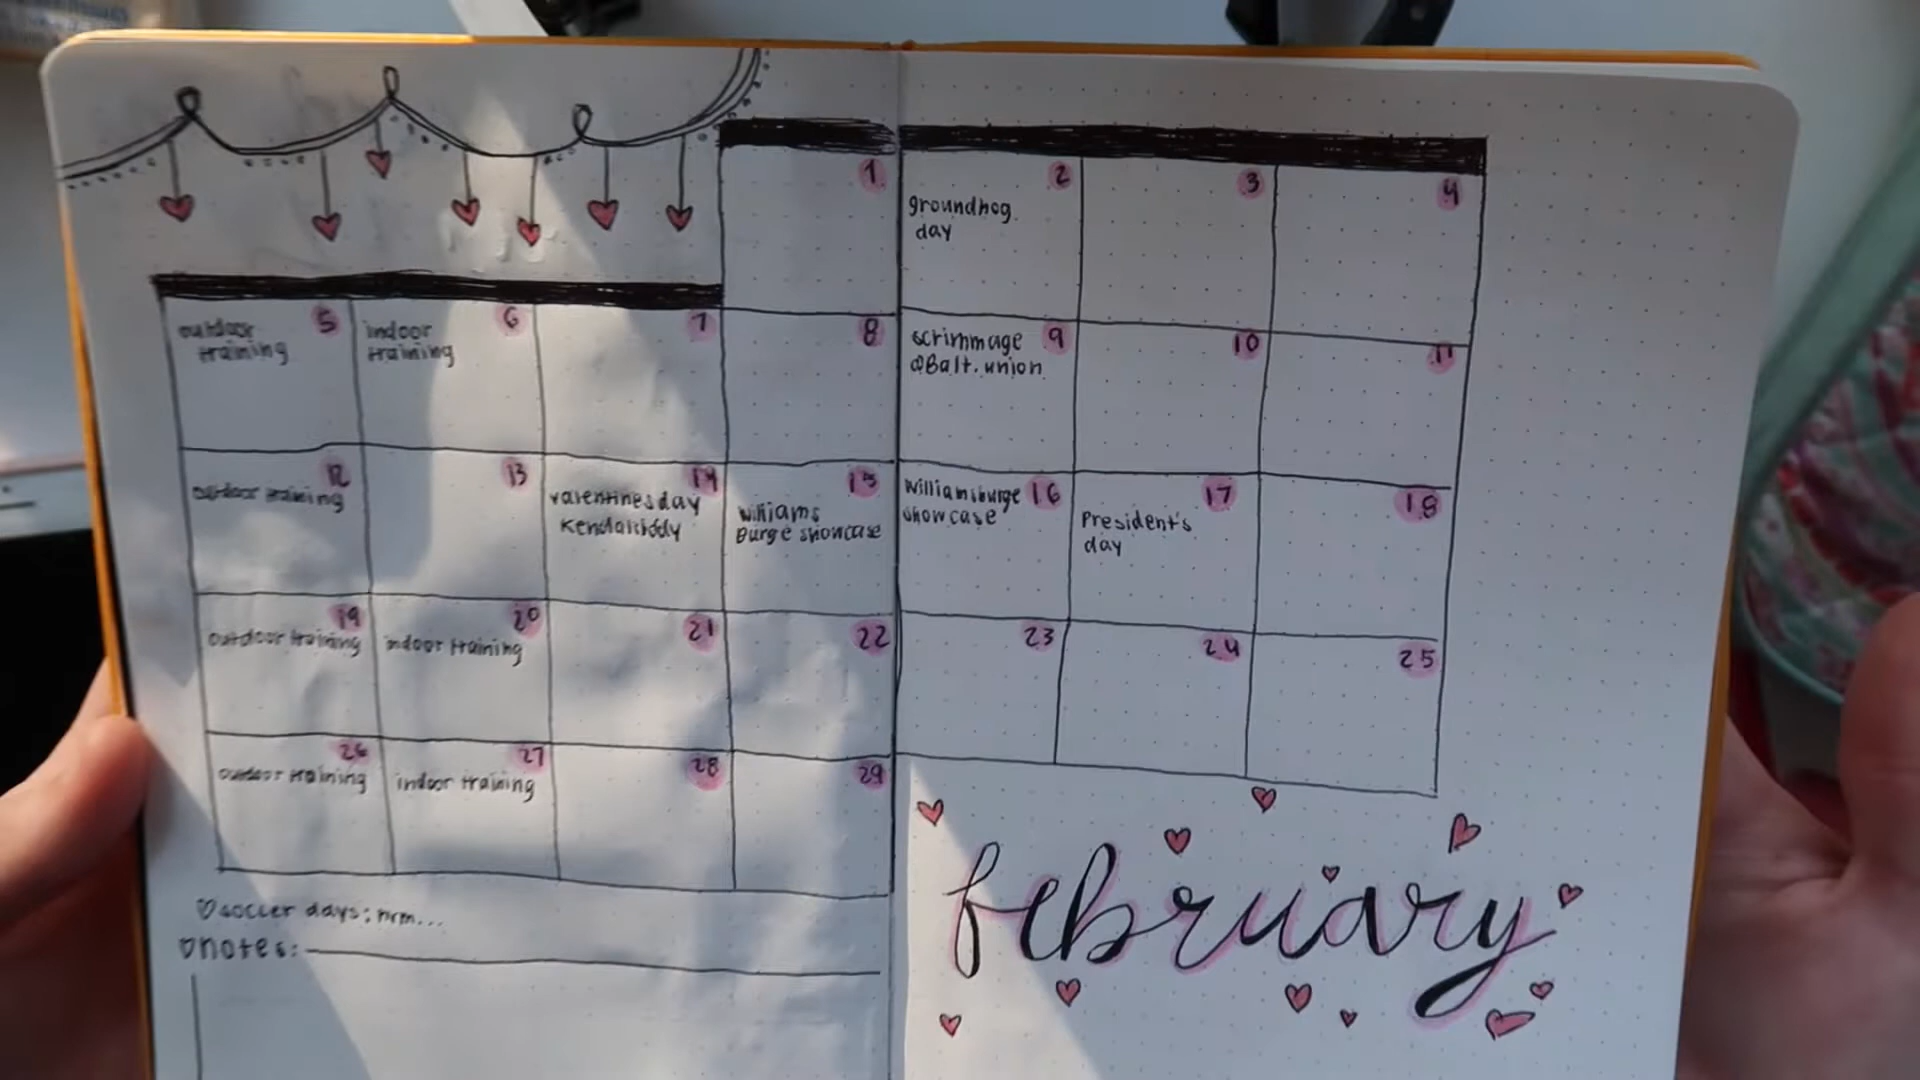 1
2
groundhog
day
3
4
5
outdoor
training
6
indoor
training
7
8
9
scrimmage
@Balt. union
10
11
12
outdoor training
13
14
valentines day
15
williams
Burge showcase
16
Williamsburge
showcase
17
President's
day
18
19
outdoor training
20
indoor training
21
22
23
24
25
26
outdoor training
27
indoor training
28
29
soccer days: hrm...
notes:
february